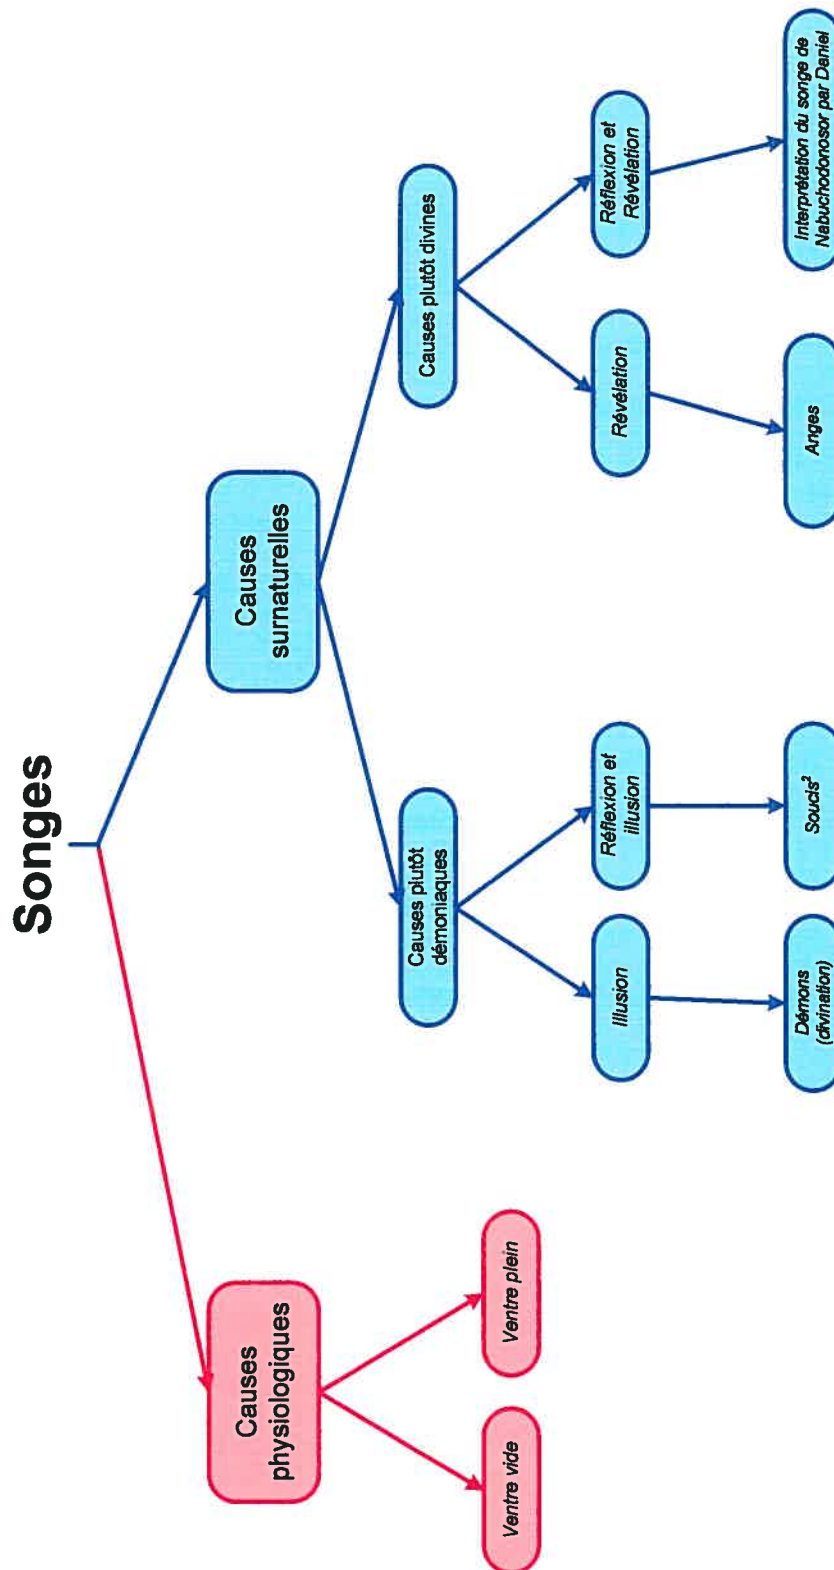 Songes
Causes
physiologiques
Causes
surnaturelles
Causes plutôt
démoniaques
Causes plutôt divines
Ventre vide
Ventre plein
Illusion
Réflexion et
illusion
Révélation
Réflexion et
Révélation
Démons
(divination)
Soucis²
Anges
Interprétation du songe de
Nabuchodonosor par Daniel